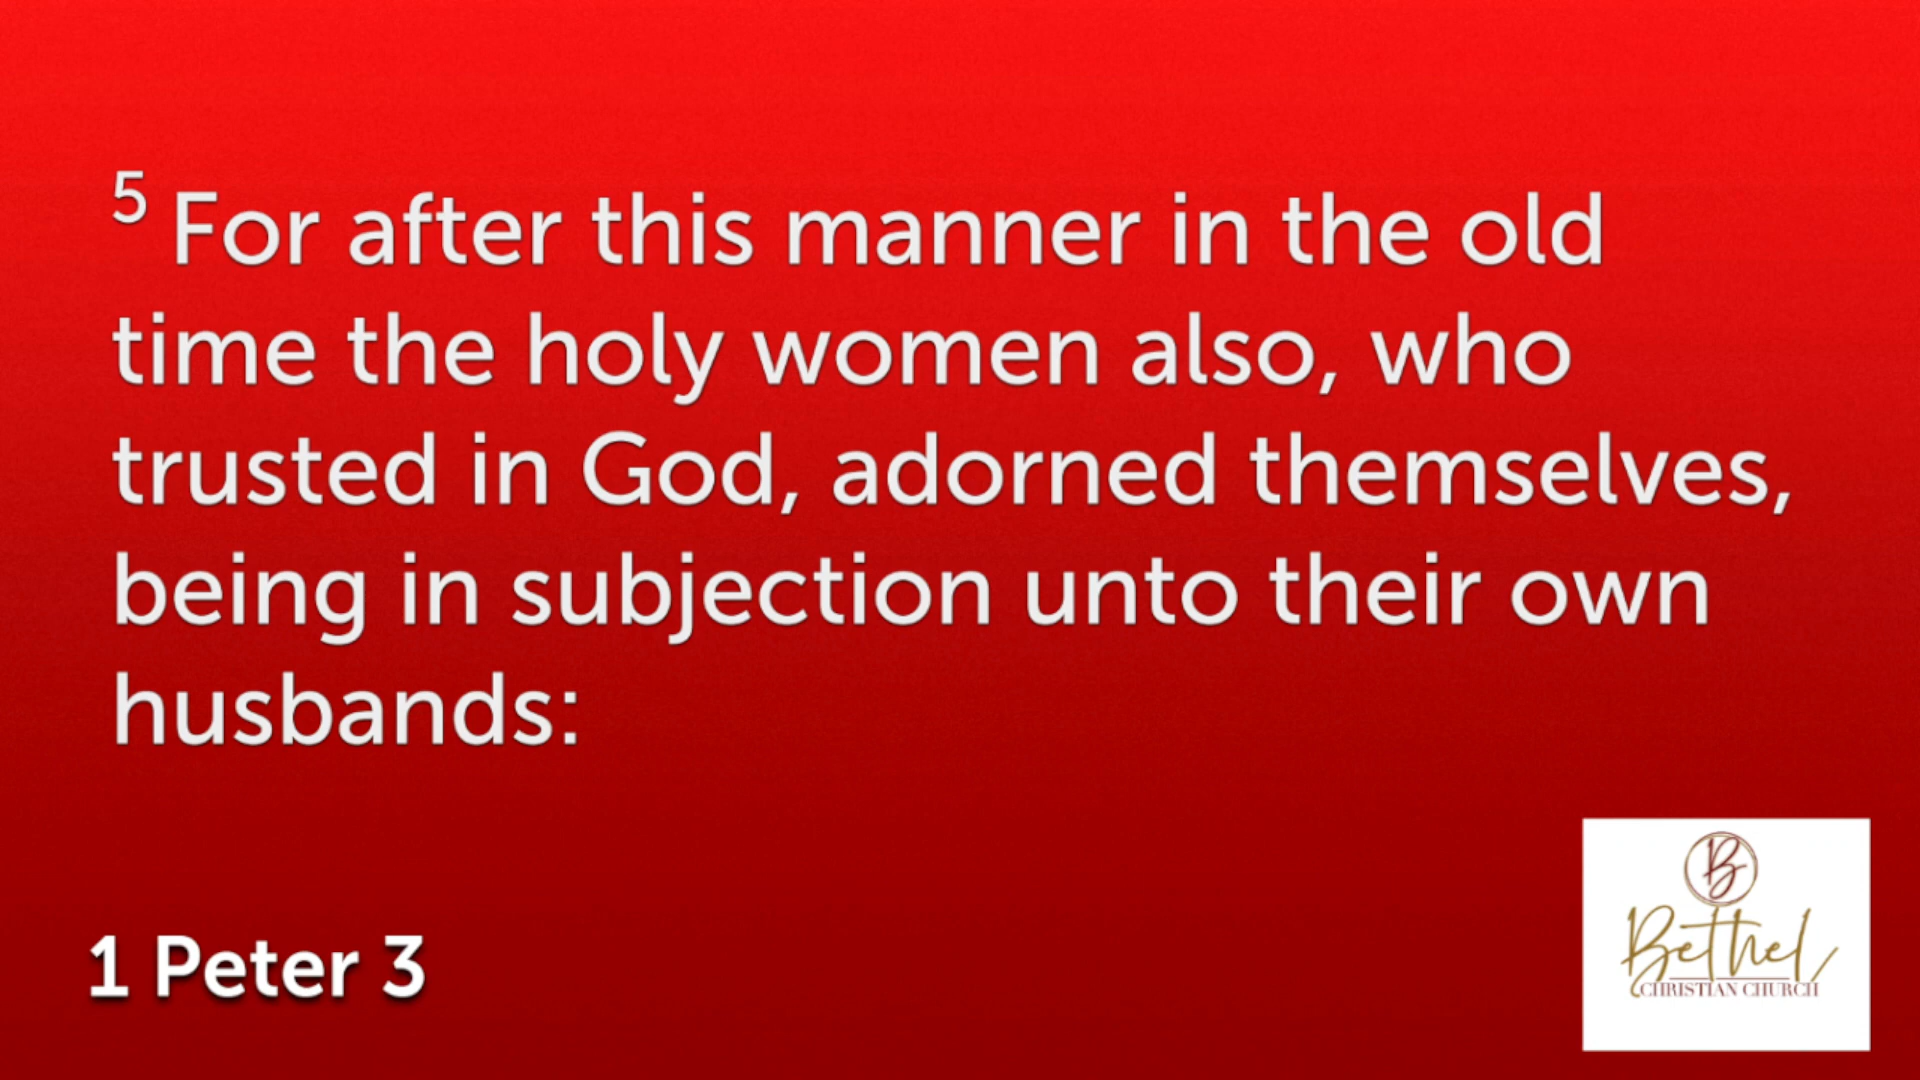 5 For after this manner in the old
time the holy women also, who
trusted in God, adorned themselves,
being in subjection unto their own
husbands:
1 Peter 3
B
Bethel
CHRISTIAN CHURCH